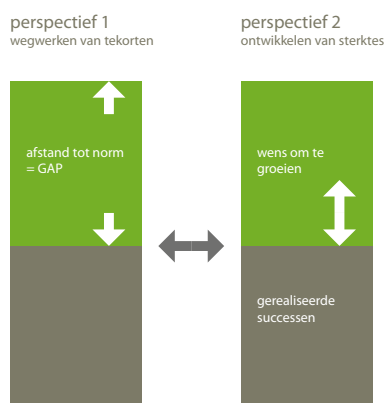 perspectief 1
wegwerken van tekorten
afstand tot norm
= GAP
perspectief 2
ontwikkelen van sterktes
wens om te
groeien
gerealiseerde
successen